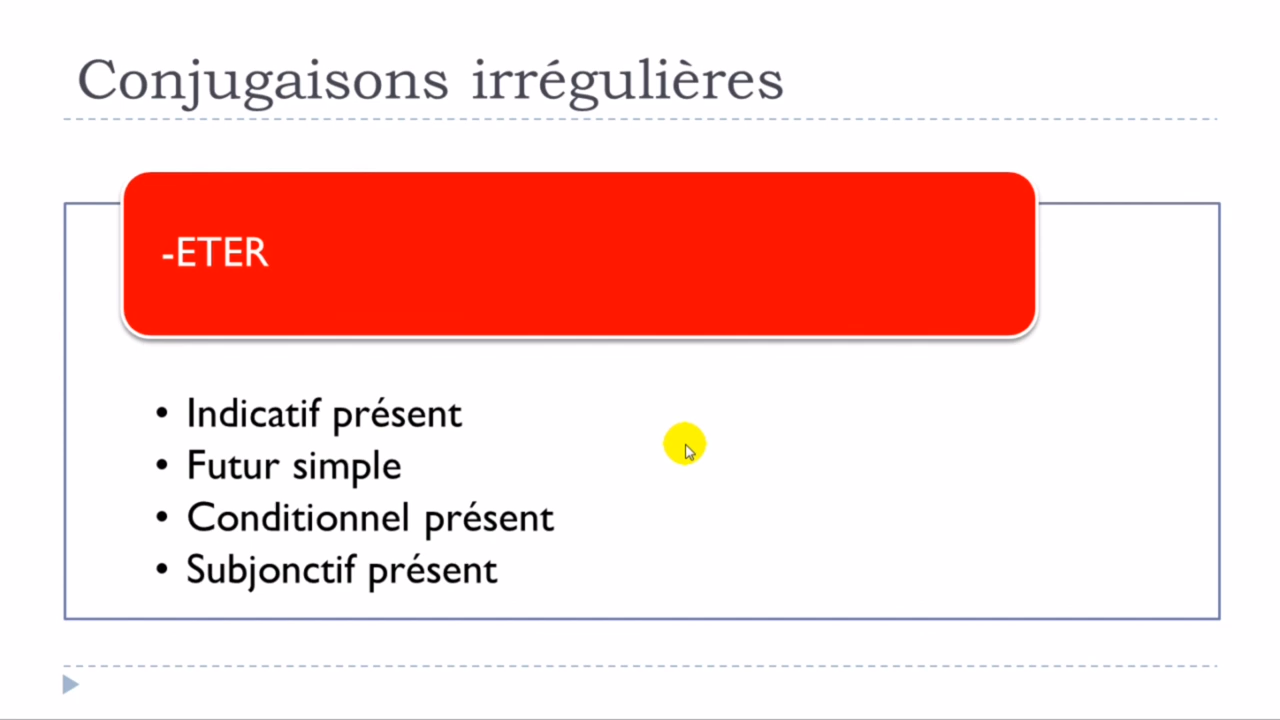 Conjugaisons irrégulières
-ETER
• Indicatif présent
• Futur simple
• Conditionnel présent
• Subjonctif présent